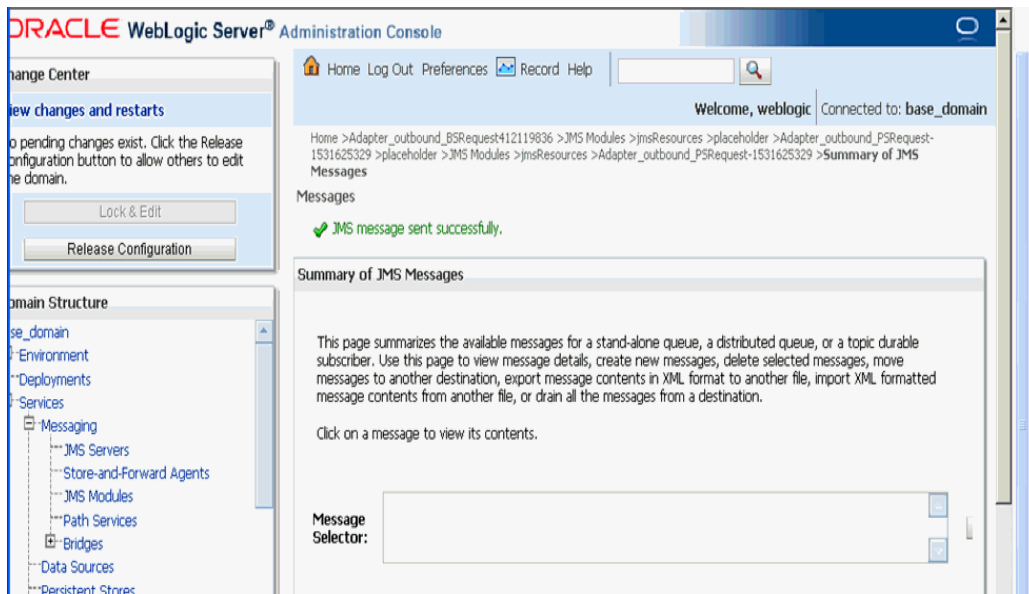 ORACLE WebLogic Server® Administration Console
hange Center
iew changes and restarts
o pending changes exist. Click the Release
onfiguration button to allow others to edit
he domain.
Lock & Edit
Release Configuration
omain Structure
se_domain
Environment
Deployments
Services
Messaging
JMS Servers
Store-and-Forward Agents
JMS Modules
Path Services
Bridges
Data Sources
Persistent Stores
Home Log Out Preferences Record Help
Welcome, weblogic Connected to: base_domain
Home >Adapter_outbound_BSRequest412119836 >JMS Modules >jmsResources >placeholder >Adapter_outbound_PSRequest-
1531625329 >placeholder >JMS Modules >jmsResources >Adapter_outbound_PSRequest-1531625329 >Summary of JMS
Messages
Messages
JMS message sent successfully.
Summary of JMS Messages
This page summarizes the available messages for a stand-alone queue, a distributed queue, or a topic durable
subscriber. Use this page to view message details, create new messages, delete selected messages, move
messages to another destination, export message contents in XML format to another file, import XML formatted
message contents from another file, or drain all the messages from a destination.
Click on a message to view its contents.
Message
Selector: